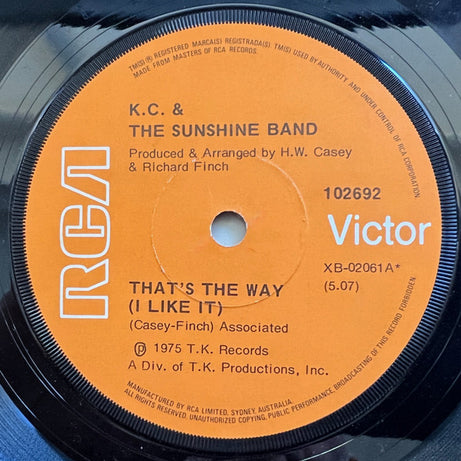 TM(S) ® REGISTERED MARCA(S) REGISTRADA(S) TM(S) USED BY AUTHORITY AND UNDER CONTROL OF RCA CORPORATION
MADE FROM MASTERS OF RCA RECORDS.
K.C. &
THE SUNSHINE BAND
Produced & Arranged by H.W. Casey
& Richard Finch
RCA
102692
Victor
XB-02061A*
(5.07)
THAT'S THE WAY
(I LIKE IT)
(Casey-Finch) Associated
Ⓟ 1975 T.K. Records
A Div. of T.K. Productions, Inc.
MANUFACTURED BY RCA LIMITED, SYDNEY, AUSTRALIA.
ALL RIGHTS RESERVED. UNAUTHORIZED COPYING, PUBLIC PERFORMANCE, BROADCASTING OF THIS RECORD FORBIDDEN.